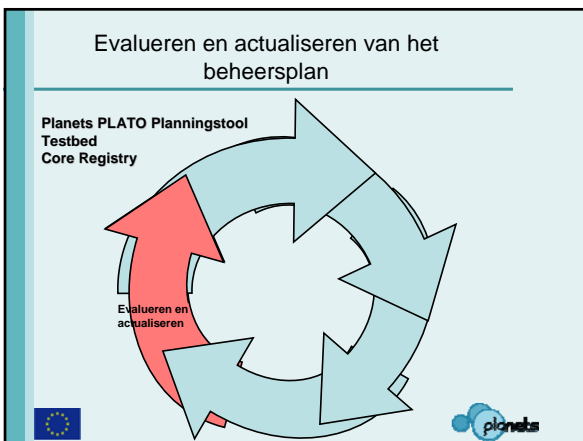 Evalueren en actualiseren van het
beheersplan
Planets PLATO Planningstool
Testbed
Core Registry
Evalueren en
actualiseren
planets